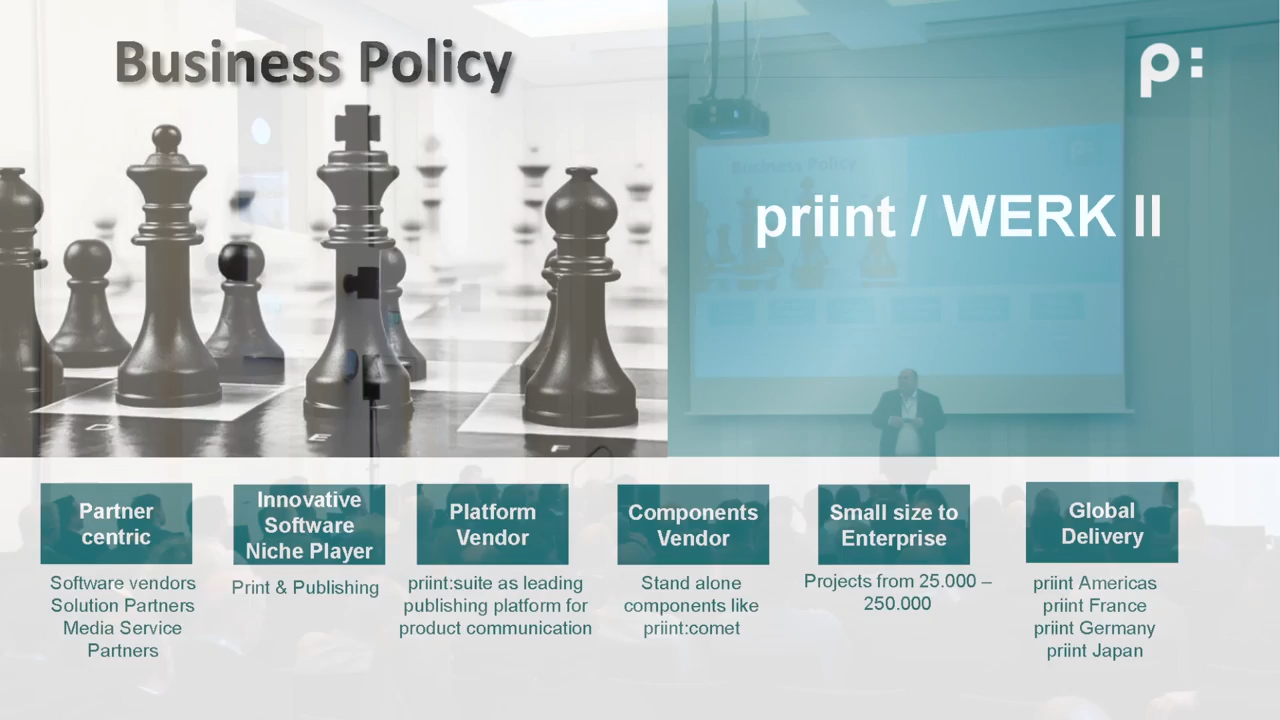 Business Policy
p:
priint / WERK II
Business Policy
Partner
centric
Innovative
Software
Niche Player
Platform
Vendor
Components
Vendor
Small size to
Enterprise
Global
Delivery
Software vendors
Solution Partners
Media Service
Partners
Print & Publishing
priint:suite as leading
publishing platform for
product communication
Stand alone
components like
priint:comet
Projects from 25.000 –
250.000
priint Americas
priint France
priint Germany
priint Japan
D
E
F